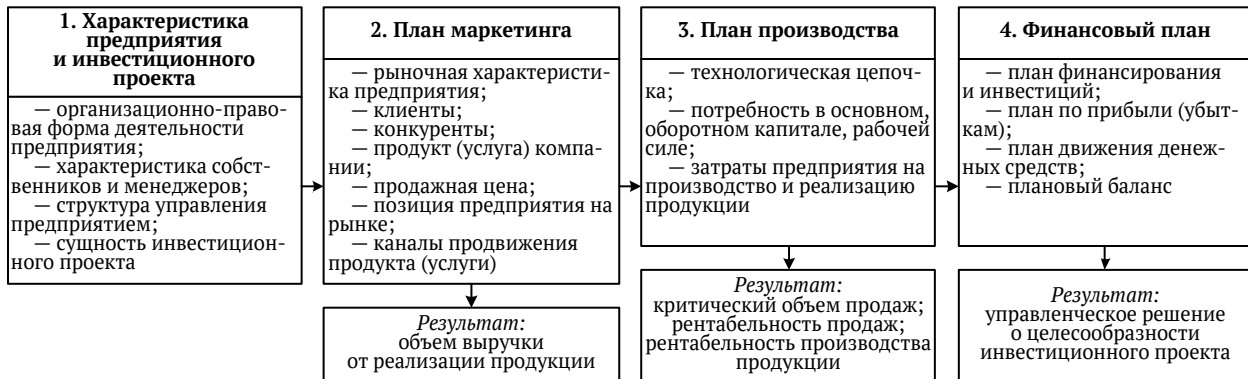 1. Характеристика
предприятия
и инвестиционного
проекта
— организационно-право-
вая форма деятельности
предприятия;
— характеристика собст-
венников и менеджеров;
— структура управления
предприятием;
— сущность инвестицион-
ного проекта
2. План маркетинга
— рыночная характеристи-
ка предприятия;
— клиенты;
— конкуренты;
— продукт (услуга) компа-
нии;
— продажная цена;
— позиция предприятия на
рынке;
— каналы продвижения
продукта (услуги)
Результат:
объем выручки
от реализации продукции
3. План производства
— технологическая цепоч-
ка;
— потребность в основном,
оборотном капитале, рабочей
силе;
— затраты предприятия на
производство и реализацию
продукции
Результат:
критический объем продаж;
рентабельность продаж;
рентабельность производства
продукции
4. Финансовый план
— план финансирования
и инвестиций;
— план по прибыли (убыт-
кам);
— план движения денеж-
ных средств;
— плановый баланс
Результат:
управленческое решение
о целесообразности
инвестиционного проекта